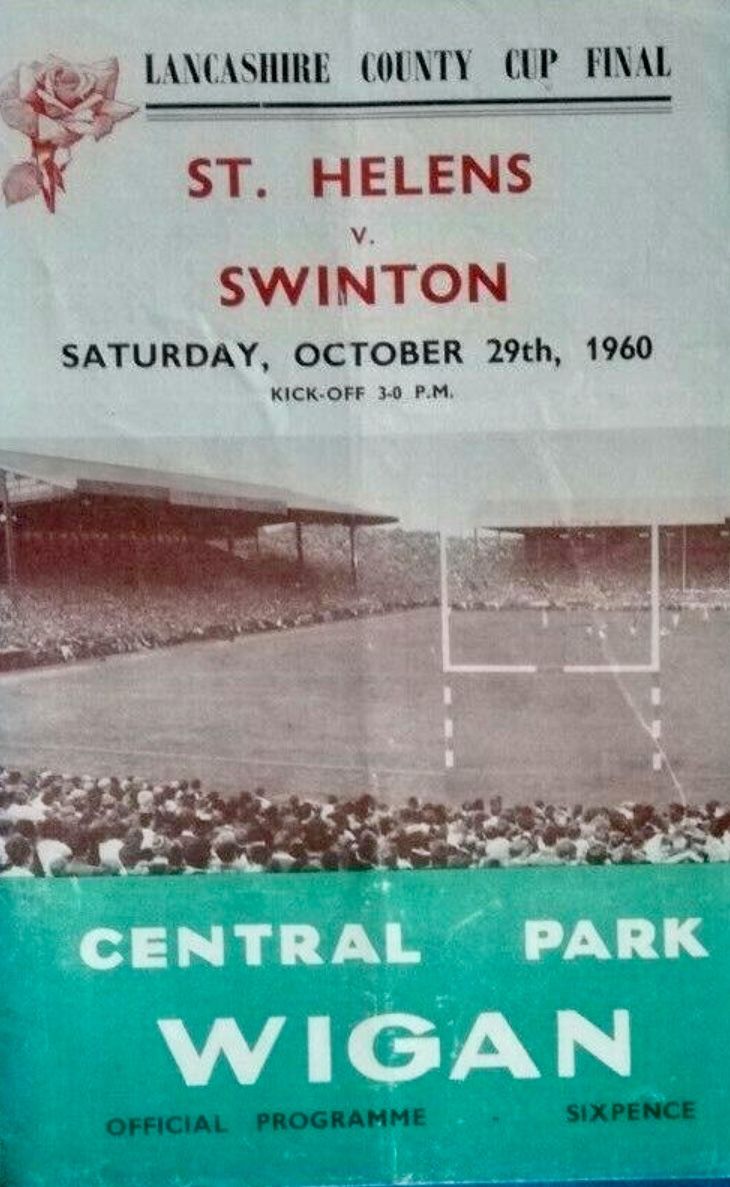 LANCASHIRE COUNTY CUP FINAL
ST. HELENS
v.
SWINTON
SATURDAY, OCTOBER 29th, 1960
KICK-OFF 3-0 P.M.
CENTRAL PARK
WIGAN
OFFICIAL PROGRAMME - SIXPENCE